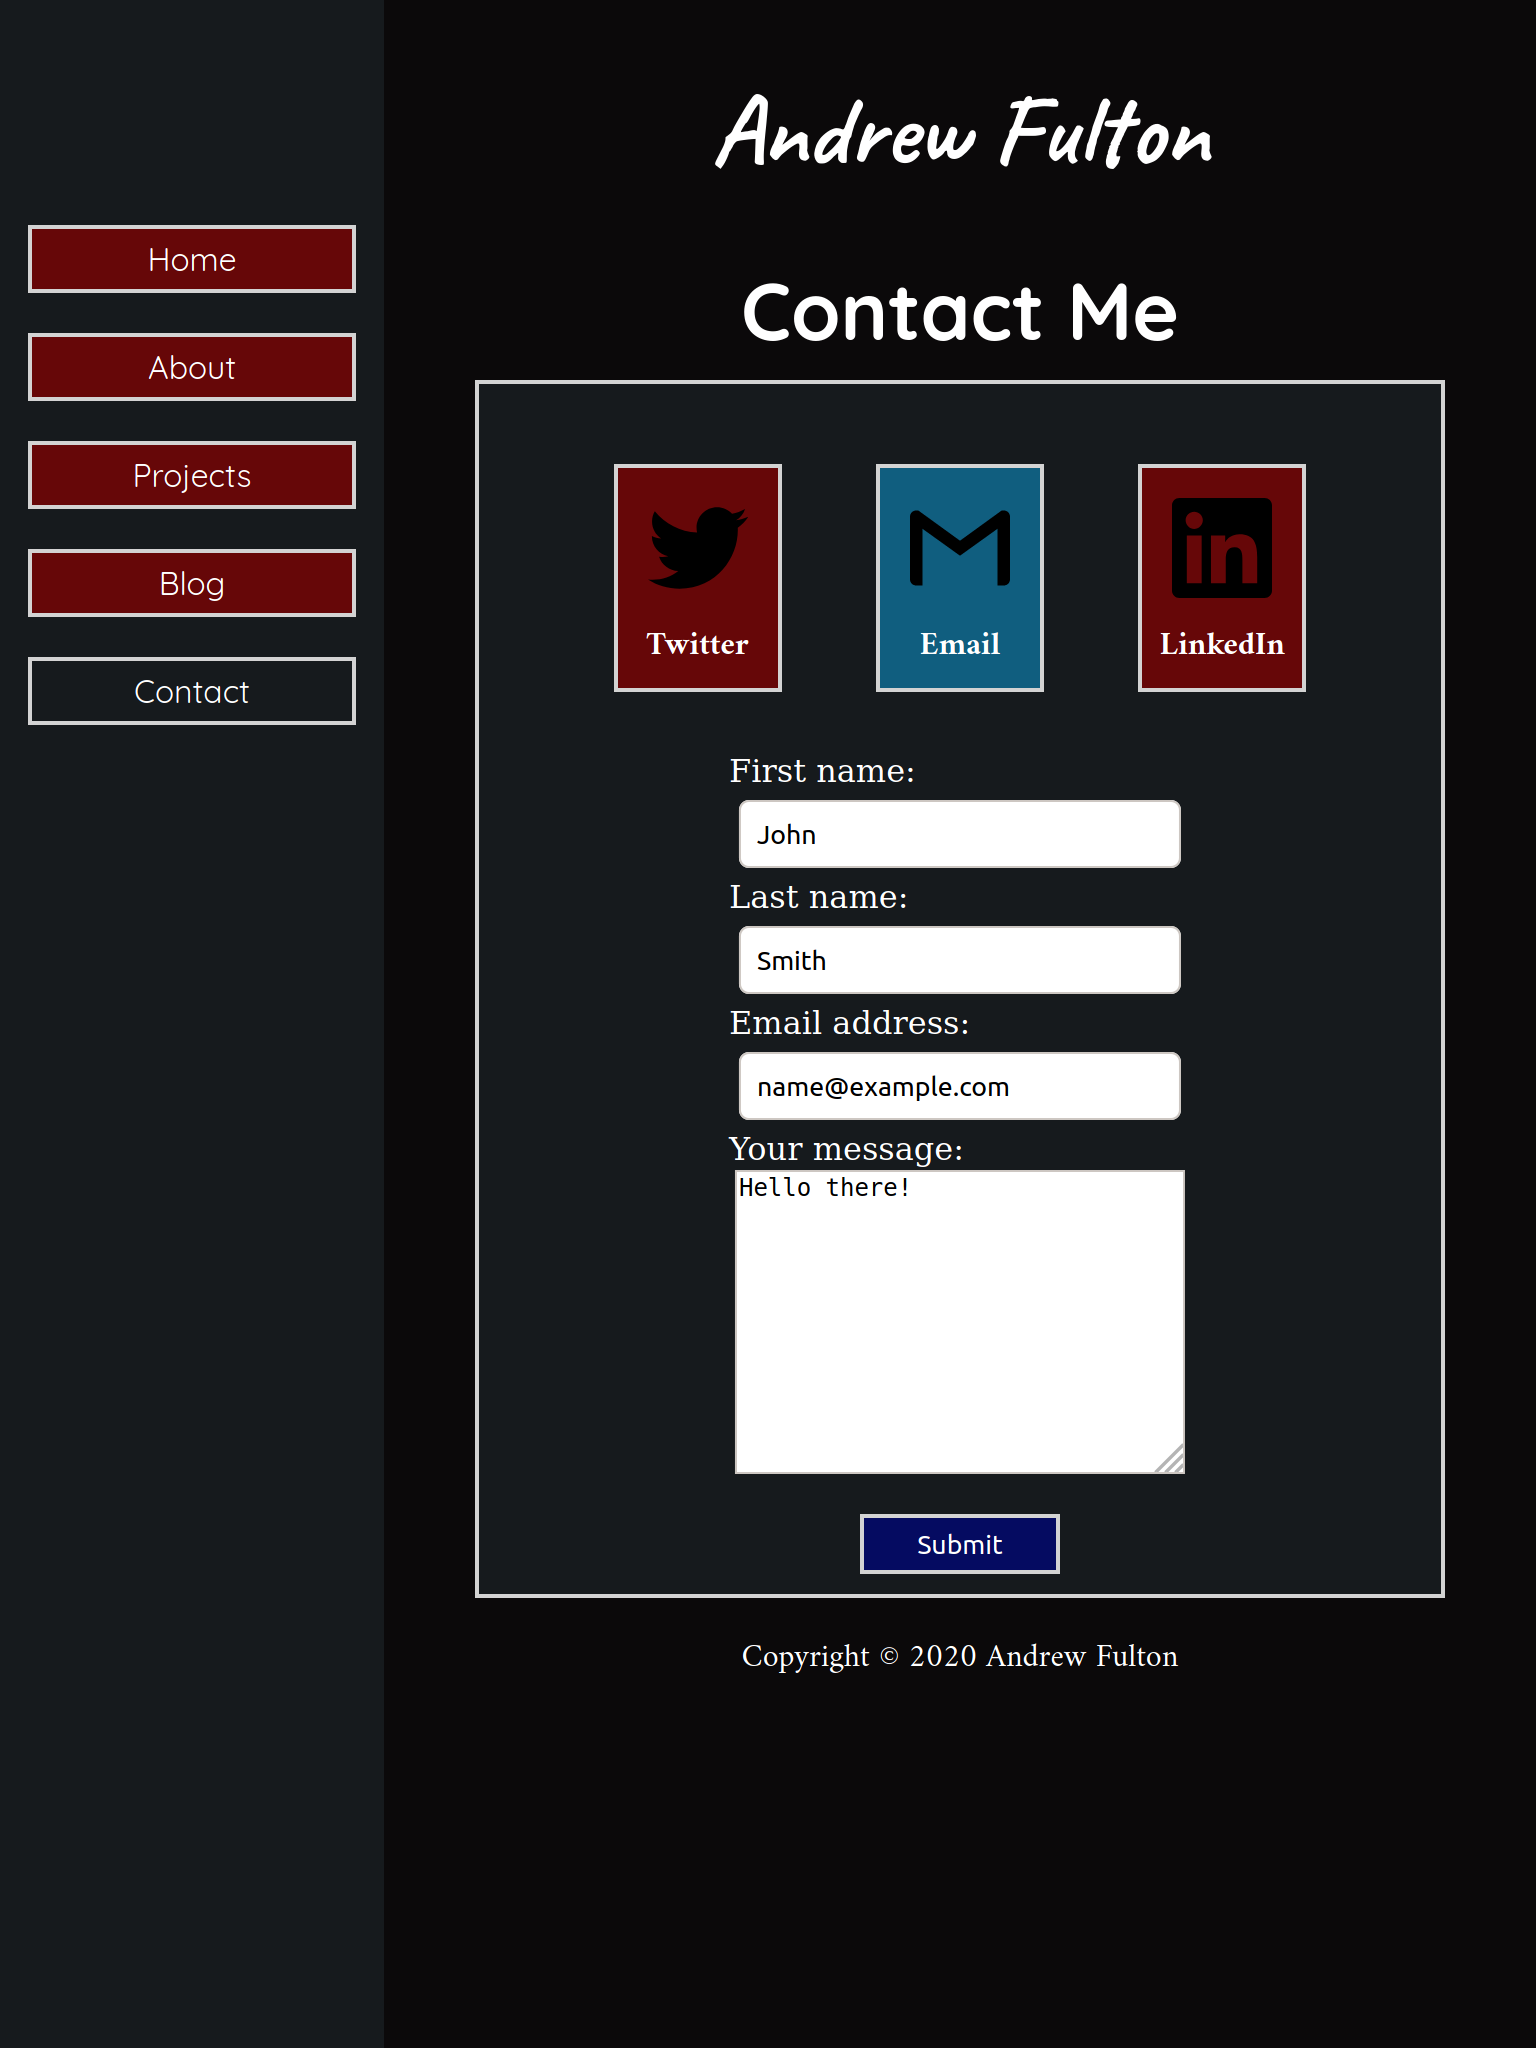 Andrew Fulton
Home
About
Projects
Blog
Contact
Contact Me
Twitter
Email
LinkedIn
First name:
John
Last name:
Smith
Email address:
name@example.com
Your message:
Hello there!
Submit
Copyright © 2020 Andrew Fulton